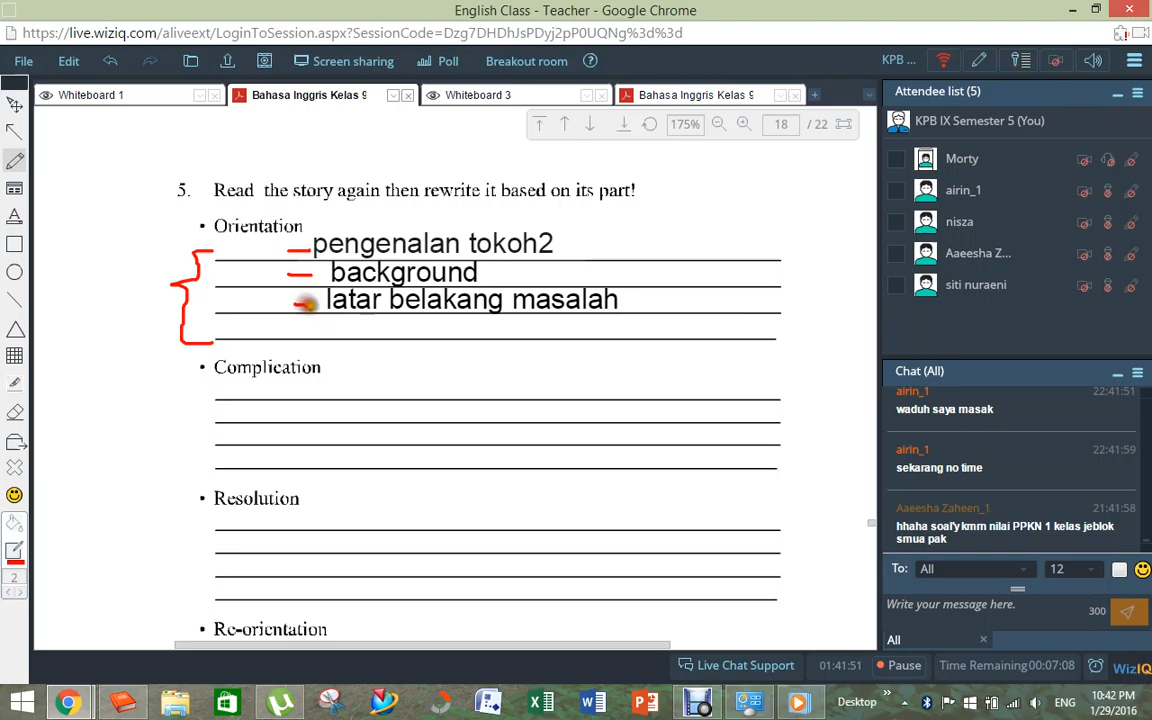 English Class - Teacher - Google Chrome
https://live.wiziq.com/aliveext/LoginToSession.aspx?SessionCode=Dzg7DHDhJsPDyj2pP0UQNg%3d%3d
File Edit Screen sharing Poll Breakout room KPB ...
Whiteboard 1
Bahasa Inggris Kelas 9
Whiteboard 3
Bahasa Inggris Kelas 9
175% 18 / 22
5. Read the story again then rewrite it based on its part!
• Orientation
pengenalan tokoh2
background
latar belakang masalah
• Complication
• Resolution
• Re-orientation
Attendee list (5)
KPB IX Semester 5 (You)
Morty
airin_1
nisza
Aaeesha Z...
siti nuraeni
Chat (All)
airin_1 22:41:51
waduh saya masak
airin_1 22:41:59
sekarang no time
Aaeesha Zaheen_1 21:41:58
hhaha soal'y kmm nilai PPKN 1 kelas jeblok
smua pak
To: All 12
Write your message here. 300
All
2
Live Chat Support 01:41:51 Pause Time Remaining 00:07:08 WizIQ
Desktop » ENG
10:42 PM
1/29/2016